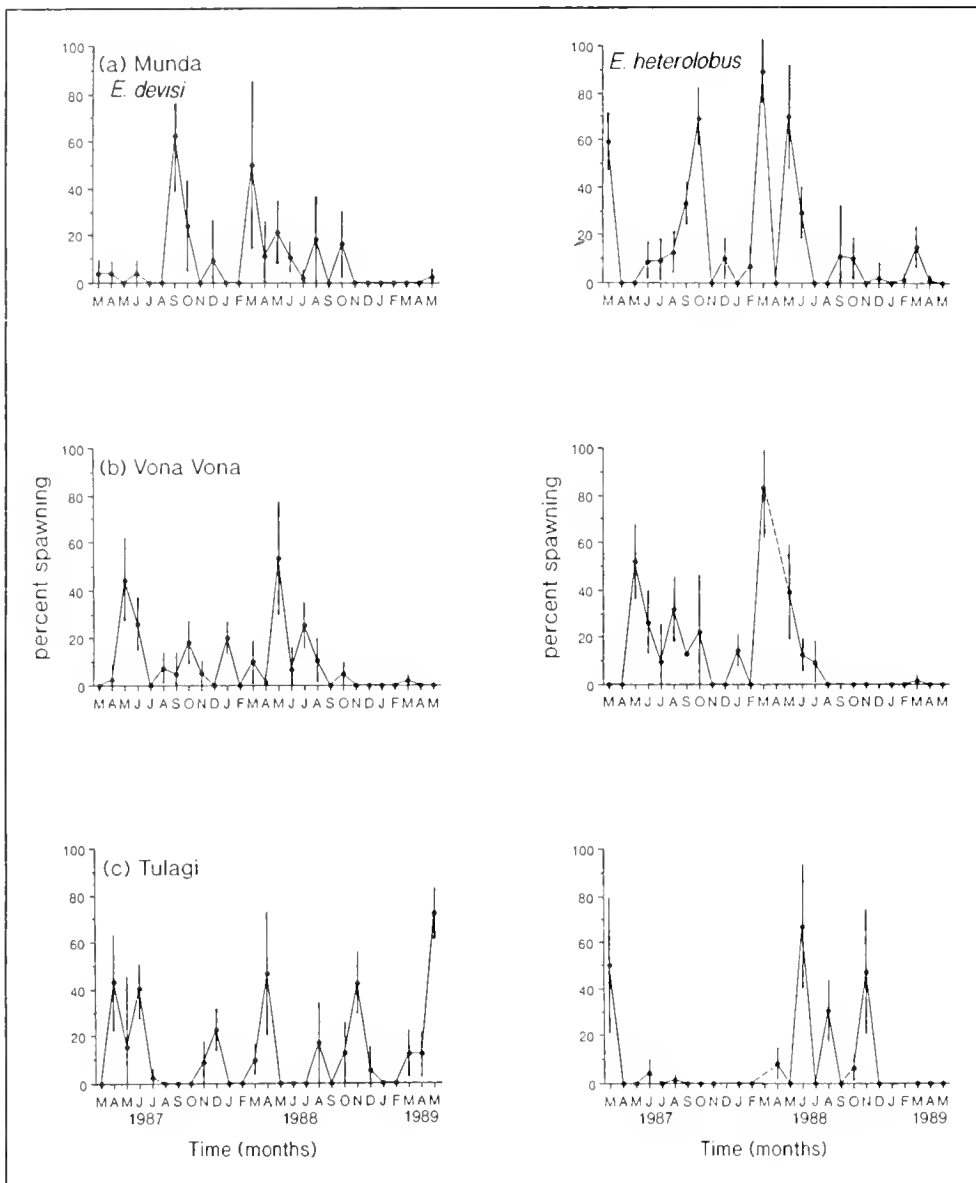 (a) Munda
E. devisi
100
80
60
40
20
0
M A M J J A S O N D J F M A M J J A S O N D J F M A M
E. heterolobus
100
80
60
40
20
0
M A M J J A S O N D J F M A M J J A S O N D J F M A M
(b) Vona Vona
percent spawning
100
80
60
40
20
0
M A M J J A S O N D J F M A M J J A S O N D J F M A M
percent spawning
100
80
60
40
20
0
M A M J J A S O N D J F M M J J A S O N D J F M A M
(c) Tulagi
100
80
60
40
20
0
M A M J J A S O N D J F M A M J J A S O N D J F M A M
1987 1988 1989
Time (months)
100
80
60
40
20
0
M A M J J A S O N D J F A M J J A S O N D F M A M
1987 1988 1989
Time (months)